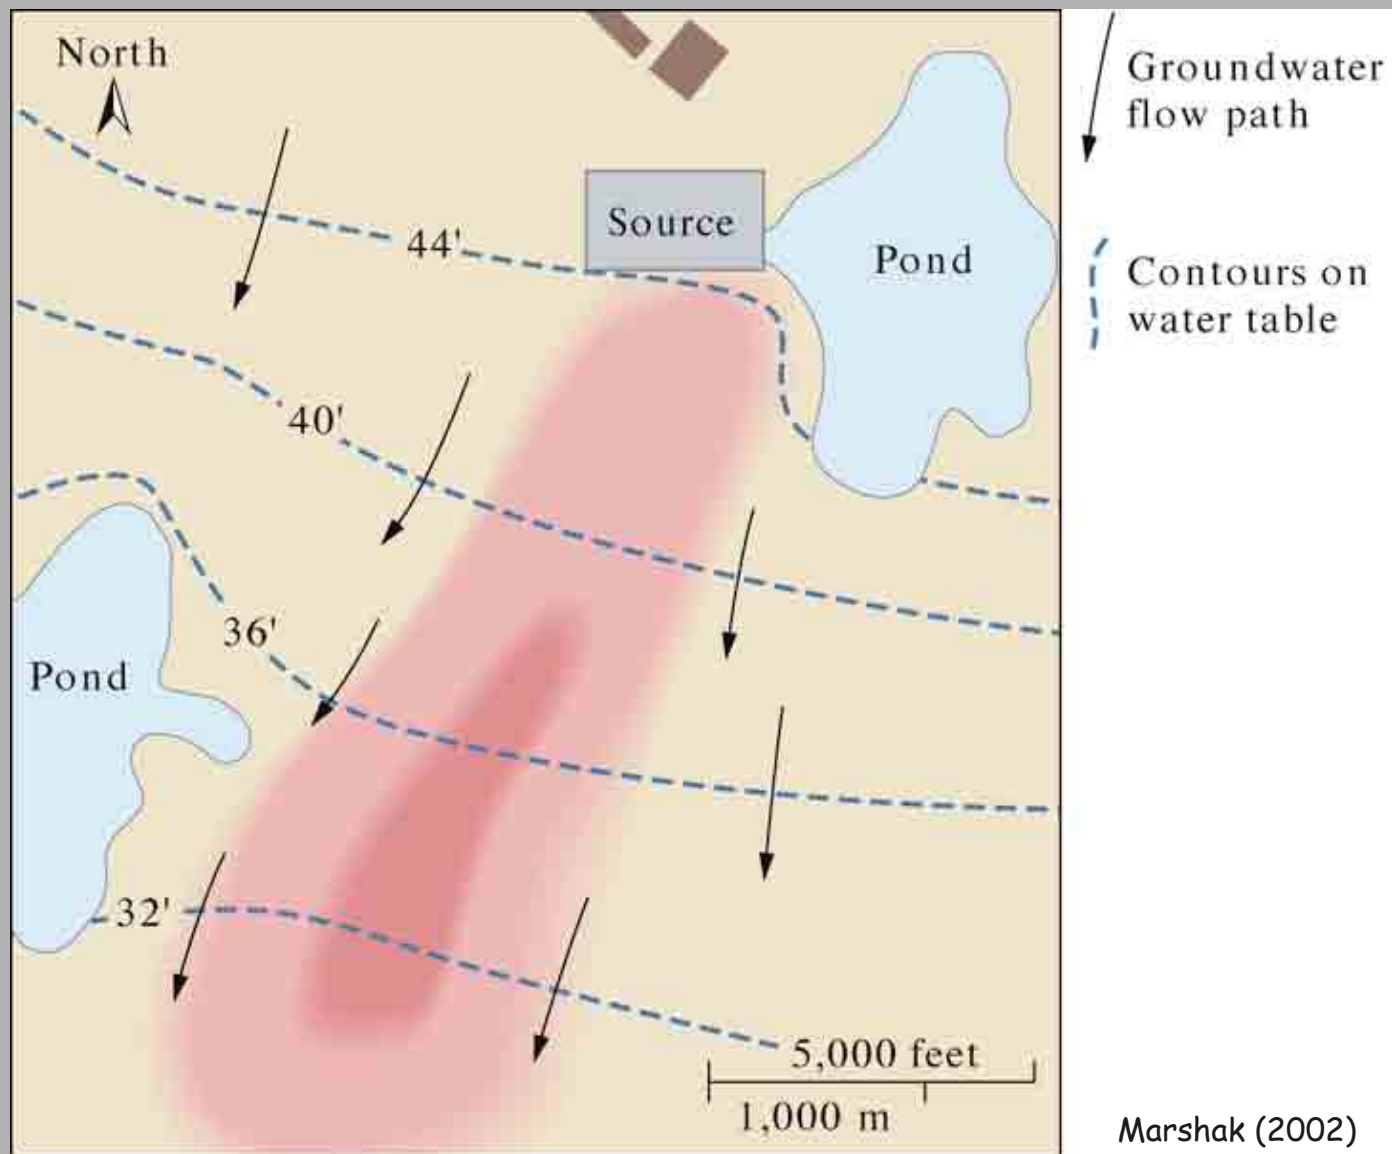 North
Groundwater
flow path
Source
44'
Pond
Contours on
water table
40'
36'
Pond
32'
5,000 feet
1,000 m
Marshak (2002)